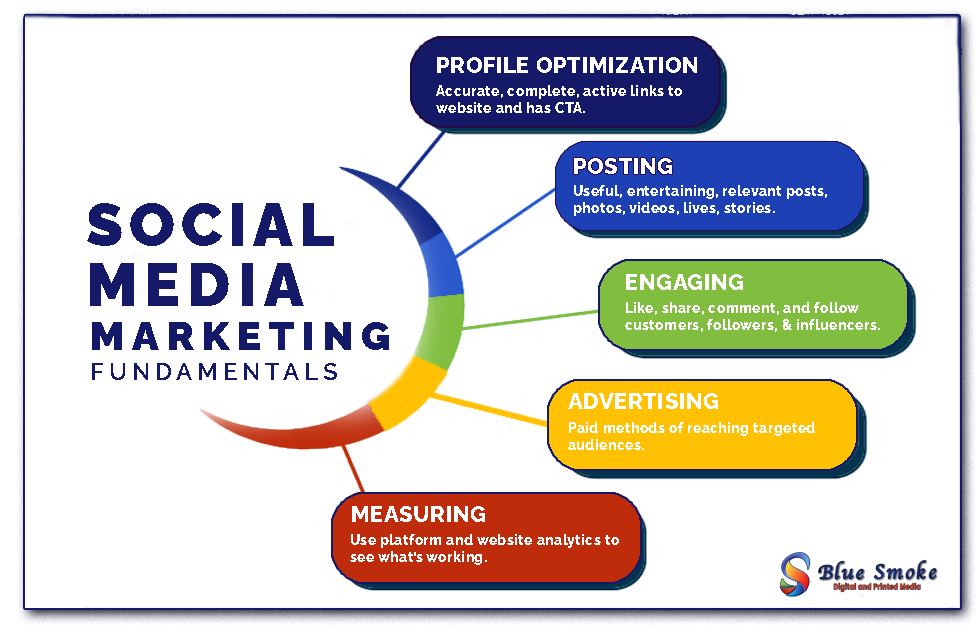 SOCIAL
MEDIA
MARKETING
FUNDAMENTALS
PROFILE OPTIMIZATION
Accurate, complete, active links to
website and has CTA.
POSTING
Useful, entertaining, relevant posts,
photos, videos, lives, stories.
ENGAGING
Like, share, comment, and follow
customers, followers, & influencers.
ADVERTISING
Paid methods of reaching targeted
audiences.
MEASURING
Use platform and website analytics to
see what's working.
Blue Smoke
Digital and Printed Media